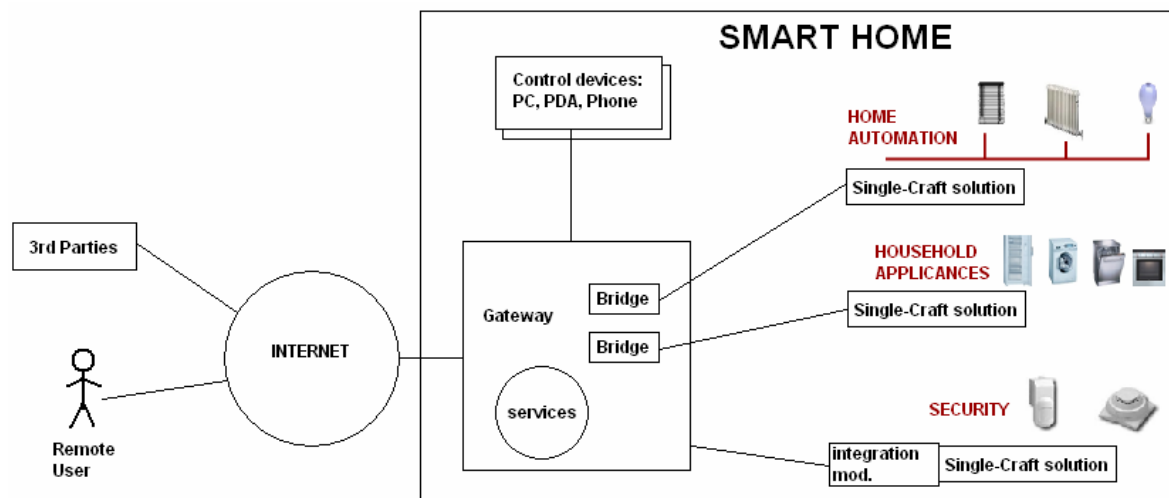 SMART HOME
Control devices:
PC, PDA, Phone
HOME
AUTOMATION
Single-Craft solution
3rd Parties
HOUSEHOLD
APPLICANCES
Bridge
Gateway
Single-Craft solution
Bridge
INTERNET
services
SECURITY
Remote
User
integration
mod.
Single-Craft solution